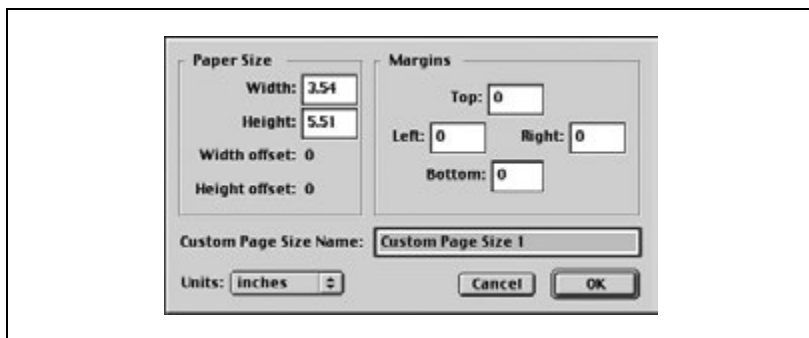 Paper Size
Width: 3.54
Height: 5.51
Width offset: 0
Height offset: 0
Margins
Top: 0
Left: 0 Right: 0
Bottom: 0
Custom Page Size Name: Custom Page Size 1
Units: inches Cancel OK